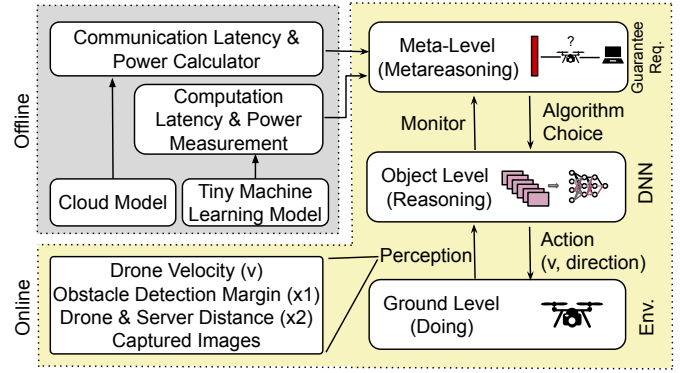 Offline
Communication Latency &
Power Calculator
Computation
Latency & Power
Measurement
Cloud Model
Tiny Machine
Learning Model
Meta-Level
(Metareasoning)
?
Guarantee
Req.
Monitor
Algorithm
Choice
Object Level
(Reasoning)
DNN
Perception
Action
(v, direction)
Ground Level
(Doing)
Env.
Online
Drone Velocity (v)
Obstacle Detection Margin (x1)
Drone & Server Distance (x2)
Captured Images